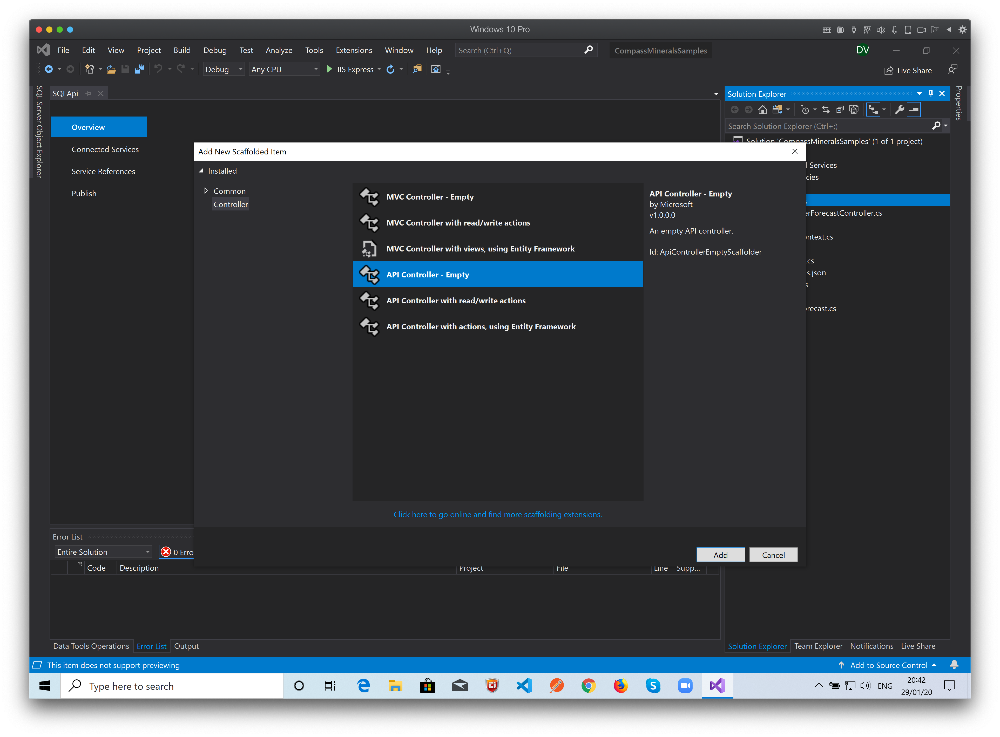 Windows 10 Pro
File Edit View Project Build Debug Test Analyze Tools Extensions Window Help Search (Ctrl+Q) CompassMineralsSamples DV
Debug Any CPU IIS Express Live Share
SQL Server Object Explorer
SQLApi
Overview
Connected Services
Service References
Publish
Add New Scaffolded Item
Installed
Common
Controller
MVC Controller - Empty
MVC Controller with read/write actions
MVC Controller with views, using Entity Framework
API Controller - Empty
API Controller with read/write actions
API Controller with actions, using Entity Framework
API Controller - Empty
by Microsoft
v1.0.0.0
An empty API controller.
Id: ApiControllerEmptyScaffolder
Click here to go online and find more scaffolding extensions.
Add Cancel
Solution Explorer
Search Solution Explorer (Ctrl+;)
Solution 'CompassMineralsSamples' (1 of 1 project)
Services
cies
s
erForecastController.cs
ntext.cs
.cs
s.json
s
recast.cs
Properties
Error List
Entire Solution 0 Erro
Code Description Project File Line Supp...
Data Tools Operations Error List Output
Solution Explorer Team Explorer Notifications Live Share
This item does not support previewing Add to Source Control
Type here to search ENG 20:42
29/01/20